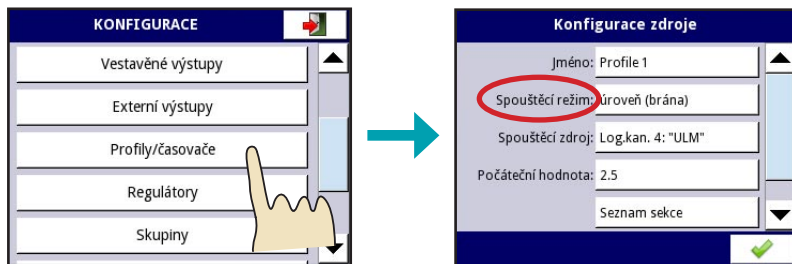 KONFIGURACE
Vestavěné výstupy
Externí výstupy
Profily/časovače
Regulátory
Skupiny
Konfigurace zdroje
Jméno: Profile 1
Spouštěcí režim: úroveň (brána)
Spouštěcí zdroj: Log.kan. 4: "ULM"
Počáteční hodnota: 2.5
Seznam sekce